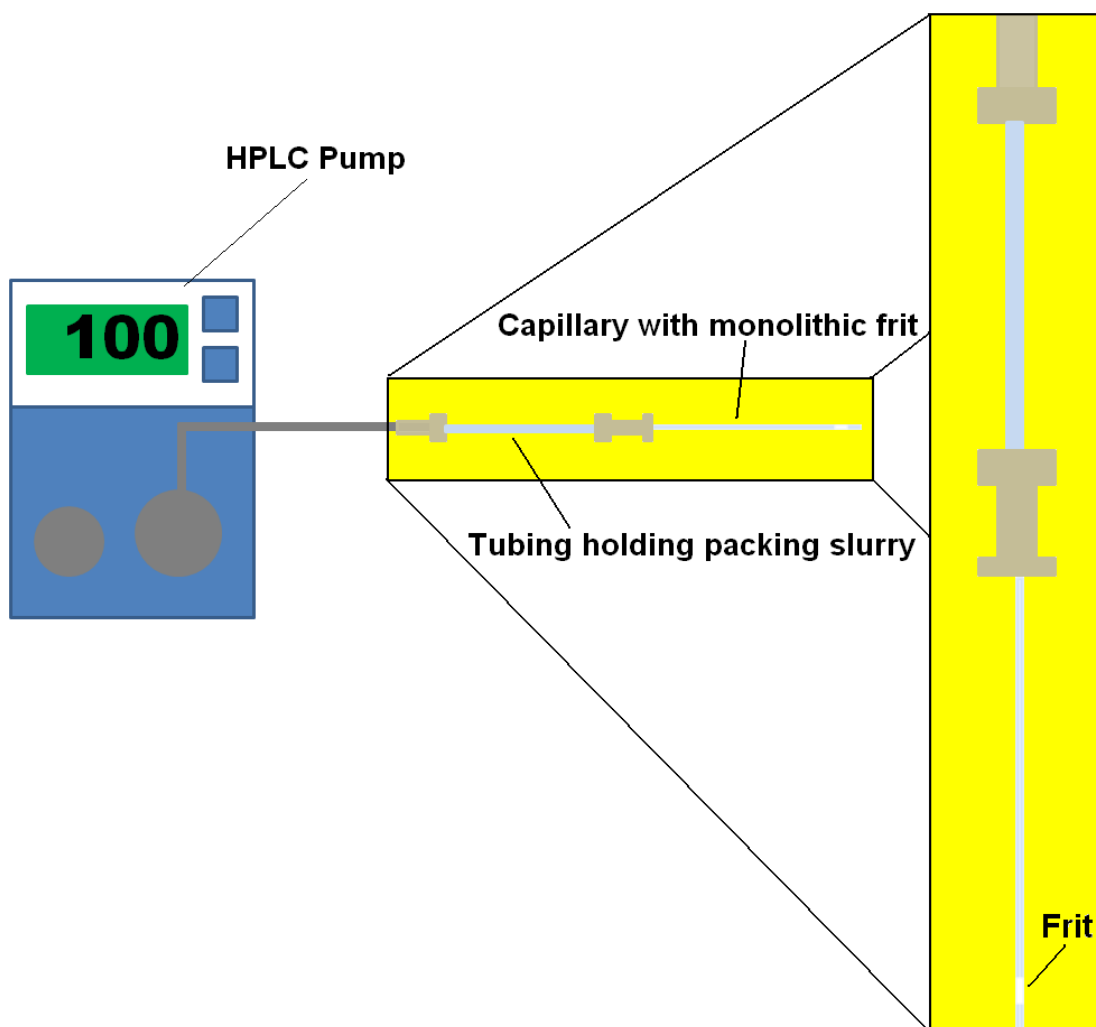 HPLC Pump
100
Capillary with monolithic frit
Tubing holding packing slurry
Frit